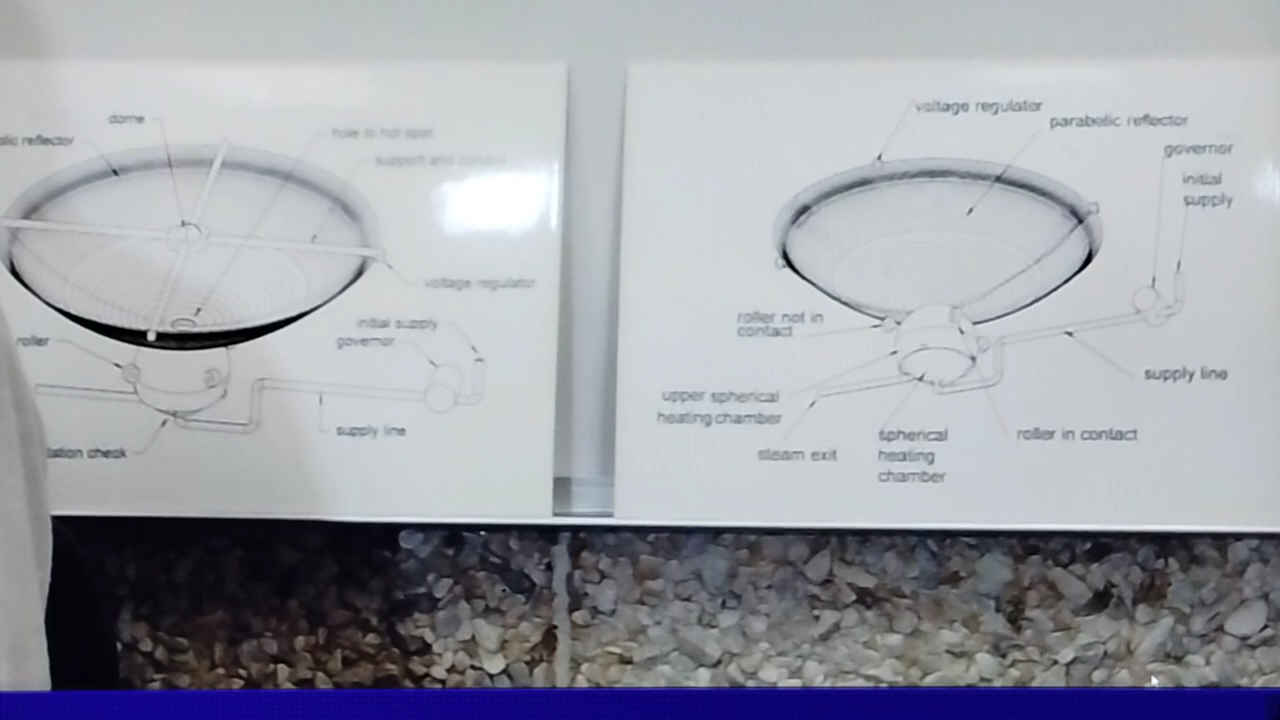 dome
olic reflector
hole to hot spot
support and conduit
voltage regulator
initial supply
governor
roller
supply line
lation check
voltage regulator
parabolic reflector
governor
initial
supply
roller not in
contact
supply line
upper spherical
heating chamber
steam exit
spherical
heating
chamber
roller in contact